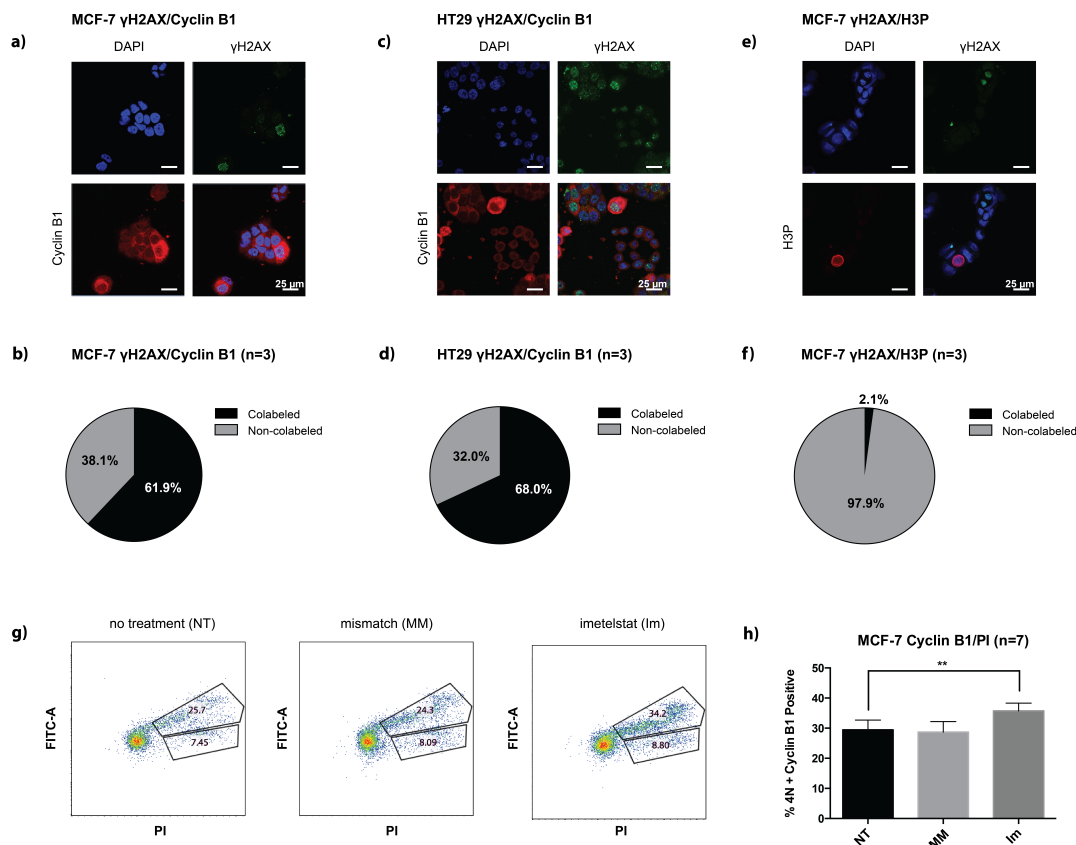 MCF-7 γH2AX/Cyclin B1
HT29 γH2AX/Cyclin B1
MCF-7 γH2AX/H3P
a)
c)
e)
DAPI
γH2AX
DAPI
γH2AX
DAPI
γH2AX
Cyclin B1
Cyclin B1
H3P
25 μm
25 μm
25 μm
b)
MCF-7 γH2AX/Cyclin B1 (n=3)
d)
HT29 γH2AX/Cyclin B1 (n=3)
f)
MCF-7 γH2AX/H3P (n=3)
Colabeled
Non-colabeled
38.1%
61.9%
Colabeled
Non-colabeled
32.0%
68.0%
2.1%
Colabeled
Non-colabeled
97.9%
g)
no treatment (NT)
mismatch (MM)
imetelstat (Im)
FITC-A
25.7
7.45
PI
FITC-A
24.3
8.09
PI
FITC-A
34.2
8.80
PI
h)
MCF-7 Cyclin B1/PI (n=7)
% 4N + Cyclin B1 Positive
50
40
30
20
10
0
**
NT
MM
Im